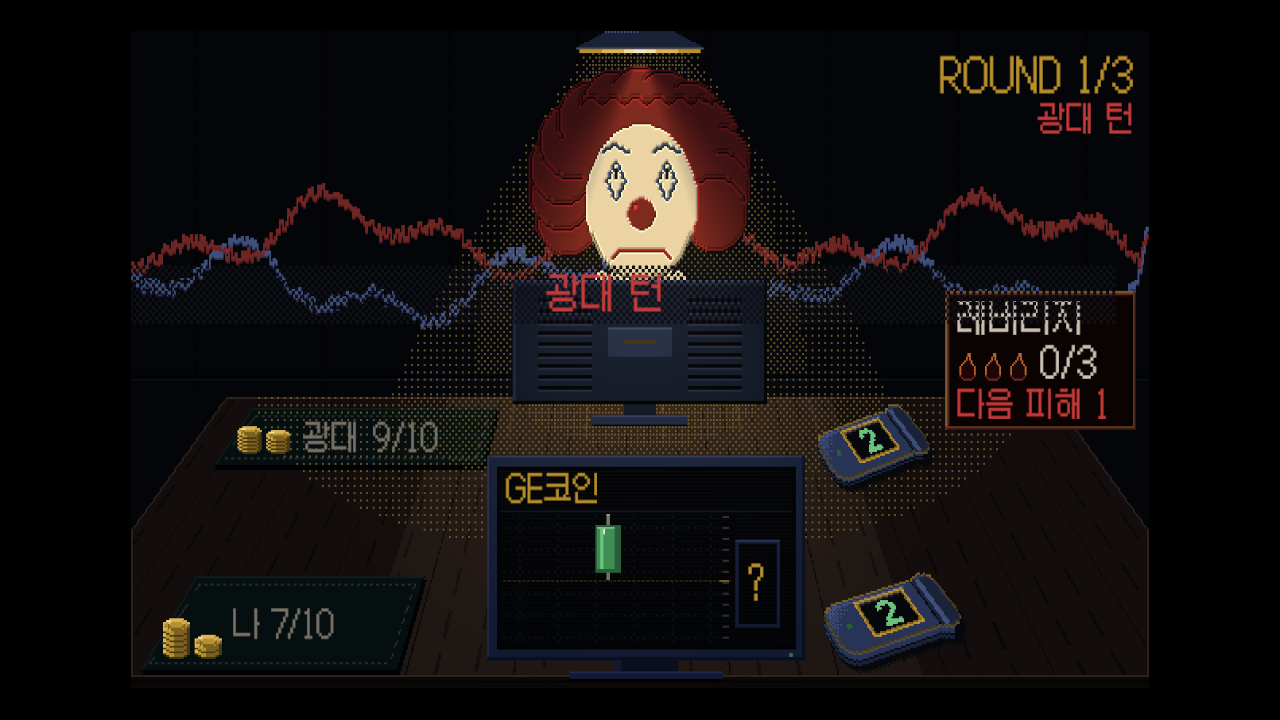 ROUND 1/3
광대 턴
광대 턴
레버리지
0/3
다음 피해 1
광대 9/10
2
GE코인
?
나 7/10
2